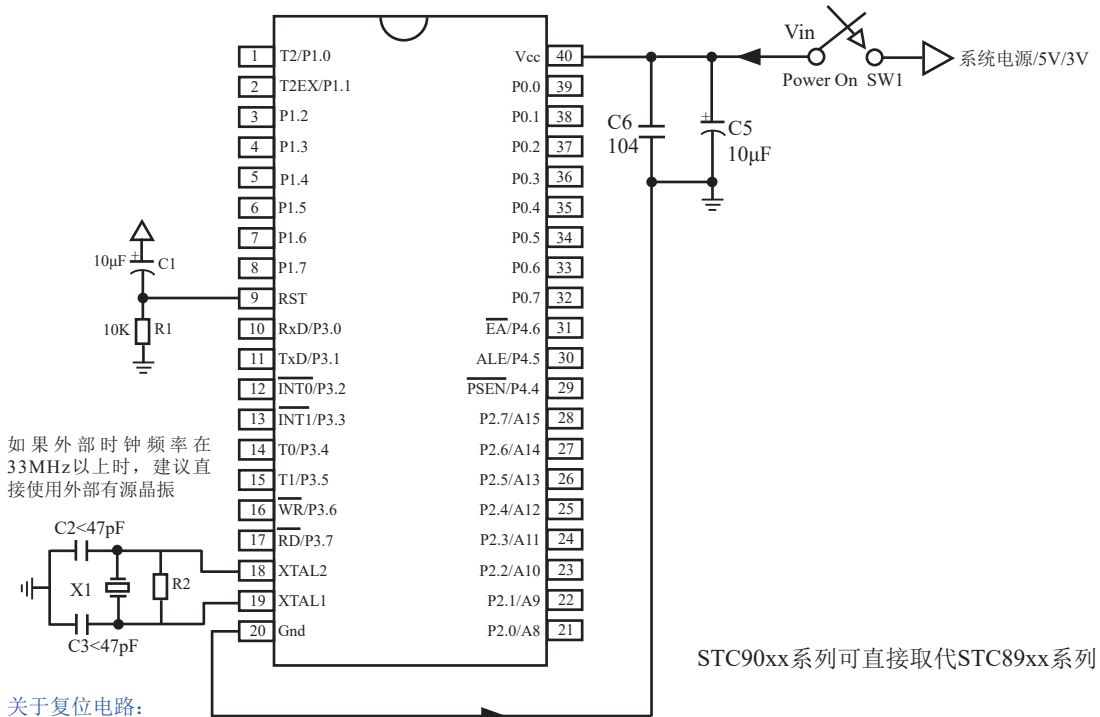 1 T2/P1.0
2 T2EX/P1.1
3 P1.2
4 P1.3
5 P1.4
6 P1.5
7 P1.6
8 P1.7
9 RST
10 RxD/P3.0
11 TxD/P3.1
12 INT0/P3.2
13 INT1/P3.3
14 T0/P3.4
15 T1/P3.5
16 WR/P3.6
17 RD/P3.7
18 XTAL2
19 XTAL1
20 Gnd
Vcc 40
P0.0 39
P0.1 38
P0.2 37
P0.3 36
P0.4 35
P0.5 34
P0.6 33
P0.7 32
EA/P4.6 31
ALE/P4.5 30
PSEN/P4.4 29
P2.7/A15 28
P2.6/A14 27
P2.5/A13 26
P2.4/A12 25
P2.3/A11 24
P2.2/A10 23
P2.1/A9 22
P2.0/A8 21
Vin
Power On SW1
系统电源/5V/3V
C6
104
+
C5
10μF
10μF + C1
10K R1
如果外部时钟频率在
33MHz以上时，建议直
接使用外部有源晶振
C2<47pF
X1 R2
C3<47pF
STC90xx系列可直接取代STC89xx系列
关于复位电路：